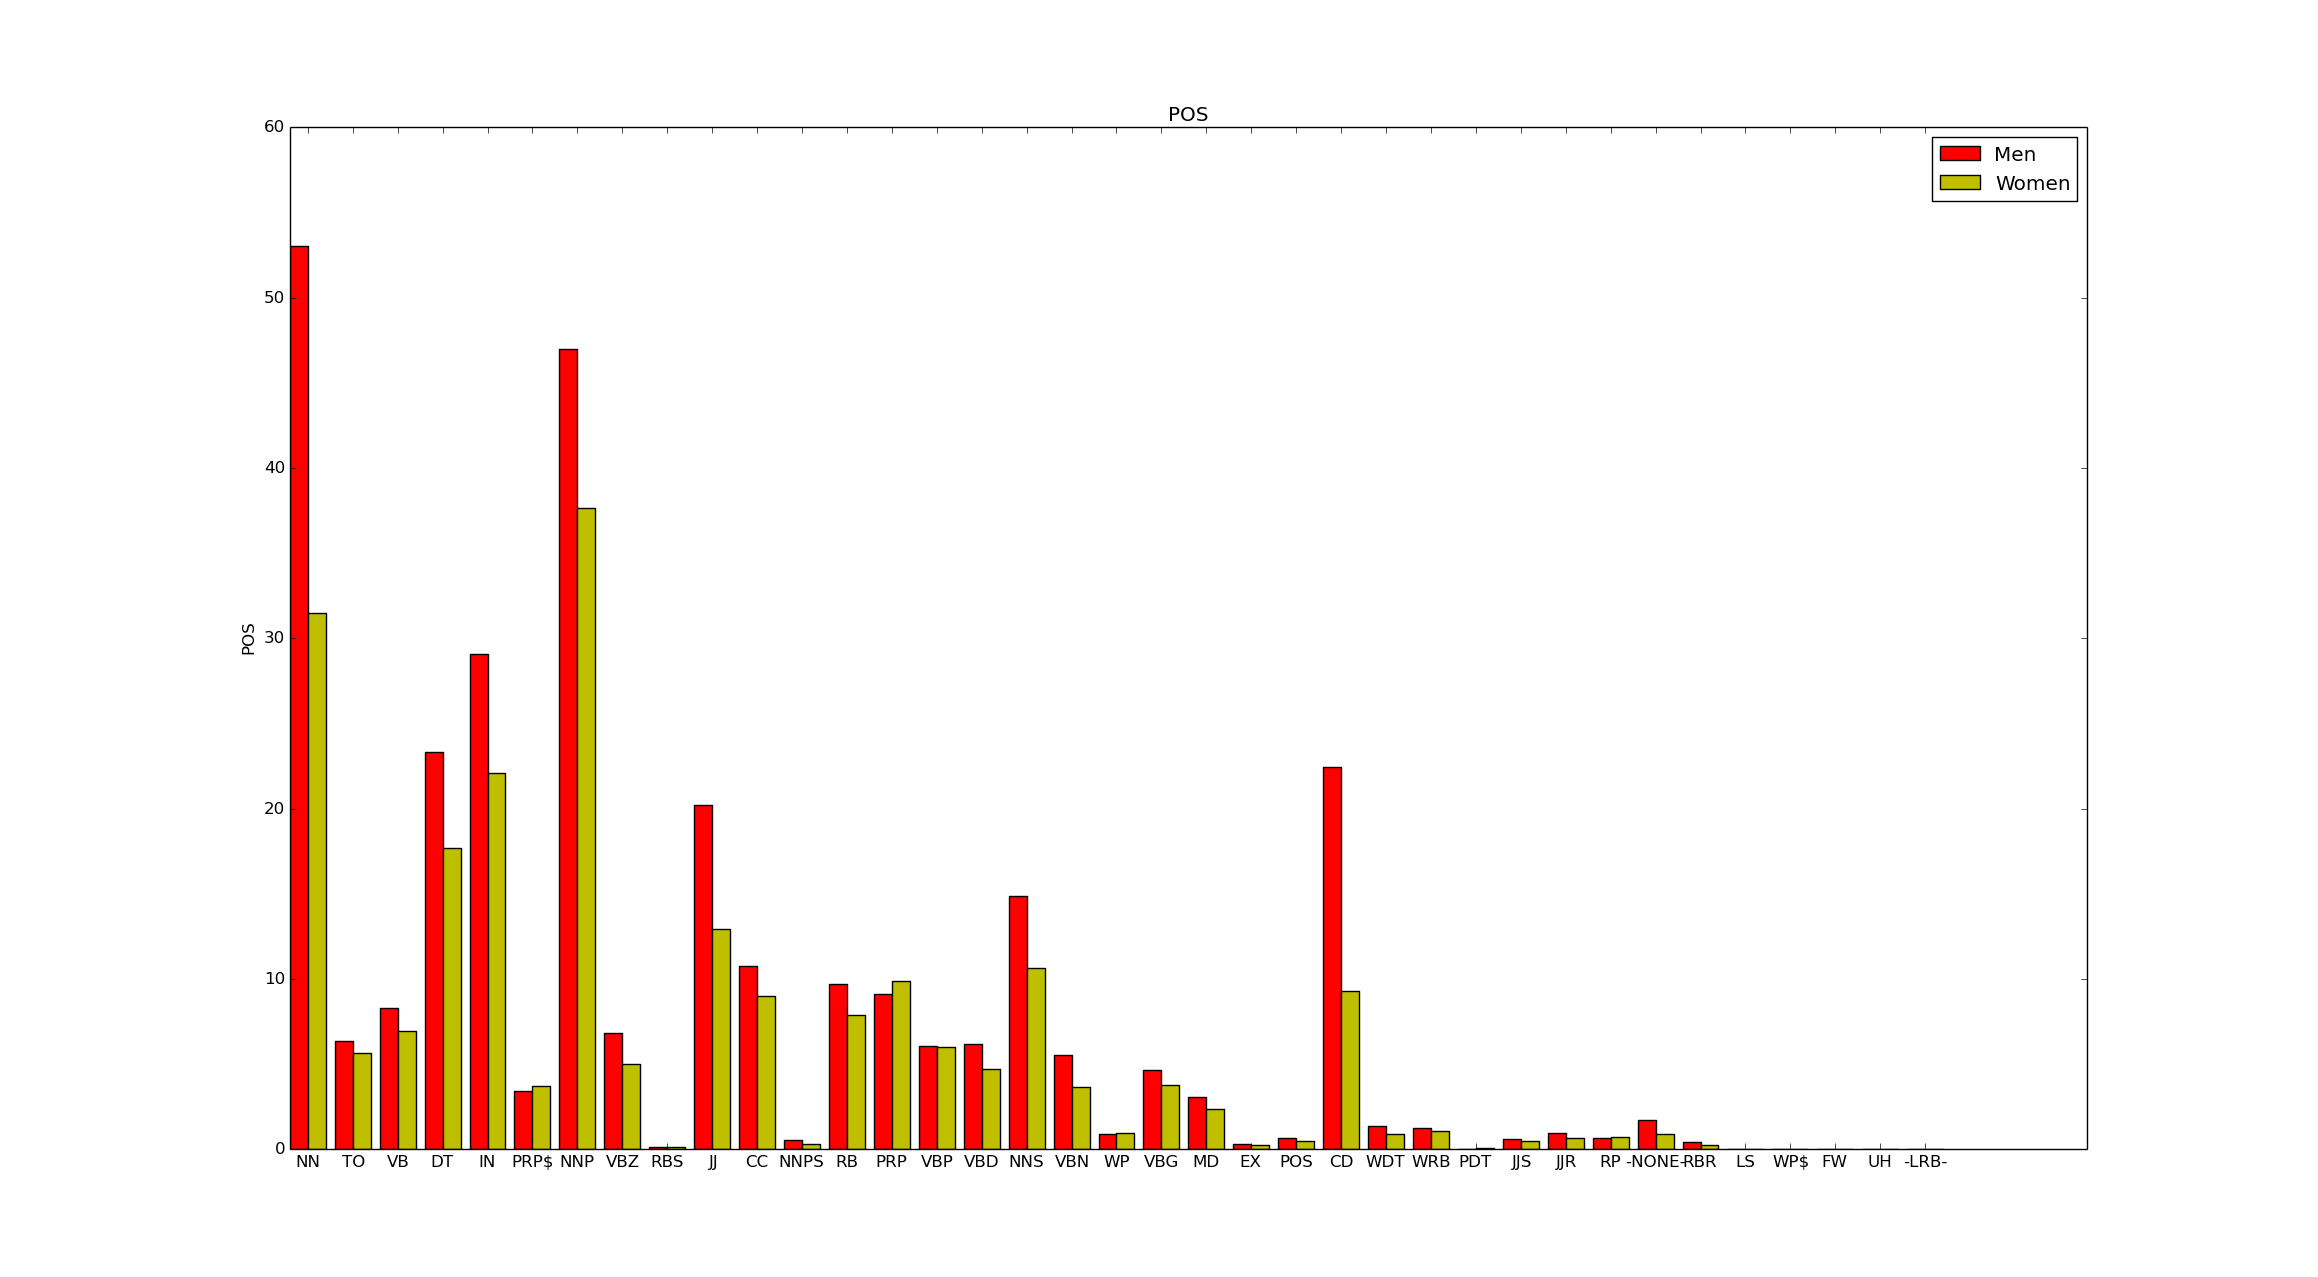 POS
60
Men
Women
50
40
30
POS
20
10
0
NN TO VB DT IN PRP$ NNP VBZ RBS JJ CC NNPS RB PRP VBP VBD NNS VBN WP VBG MD EX POS CD WDT WRB PDT JJS JJR RP -NONE- RBR LS WP$ FW UH -LRB-